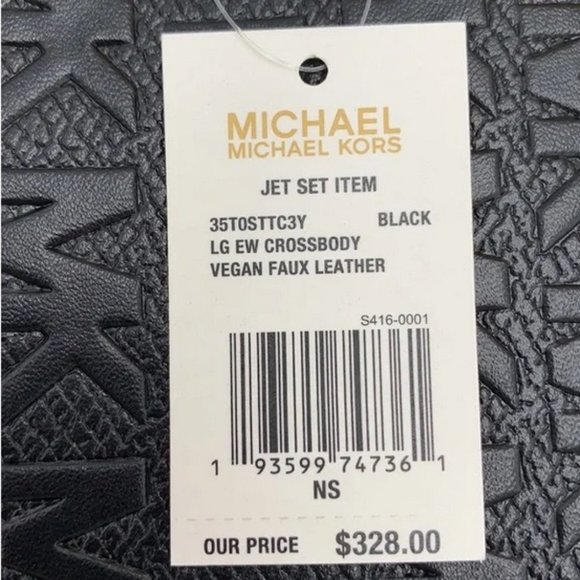 MICHAEL
MICHAEL KORS
JET SET ITEM
35T0STTC3Y BLACK
LG EW CROSSBODY
VEGAN FAUX LEATHER
S416-0001
1 93599 74736 1
NS
OUR PRICE $328.00